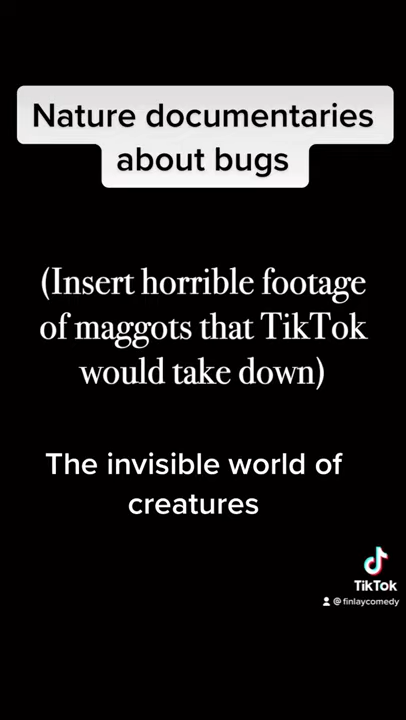 Nature documentaries
about bugs
(Insert horrible footage
of maggots that TikTok
would take down)
The invisible world of
creatures
TikTok
@finlaycomedy